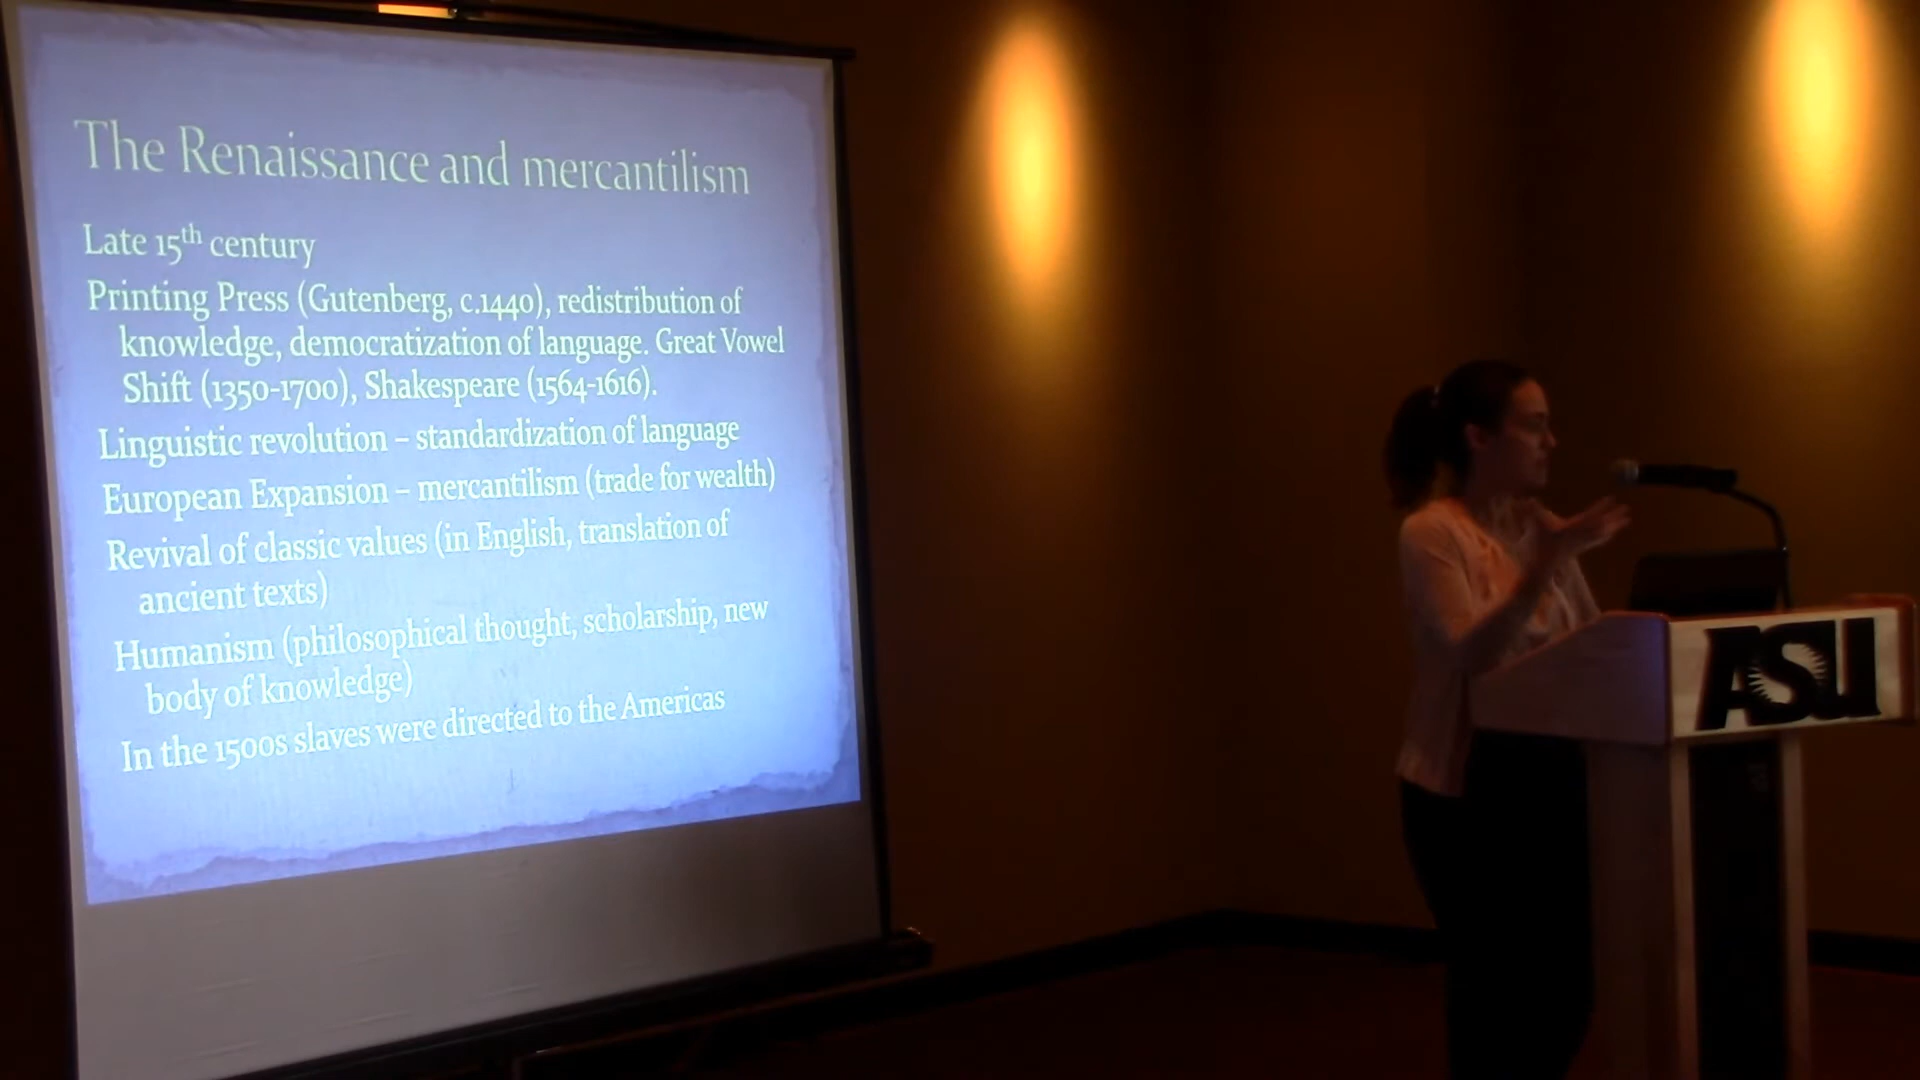 The Renaissance and mercantilism
Late 15th century
Printing Press (Gutenberg, c.1440), redistribution of
knowledge, democratization of language. Great Vowel
Shift (1350-1700), Shakespeare (1564-1616).
Linguistic revolution – standardization of language
European Expansion – mercantilism (trade for wealth)
Revival of classic values (in English, translation of
ancient texts)
Humanism (philosophical thought, scholarship, new
body of knowledge)
In the 1500s slaves were directed to the Americas
ASU